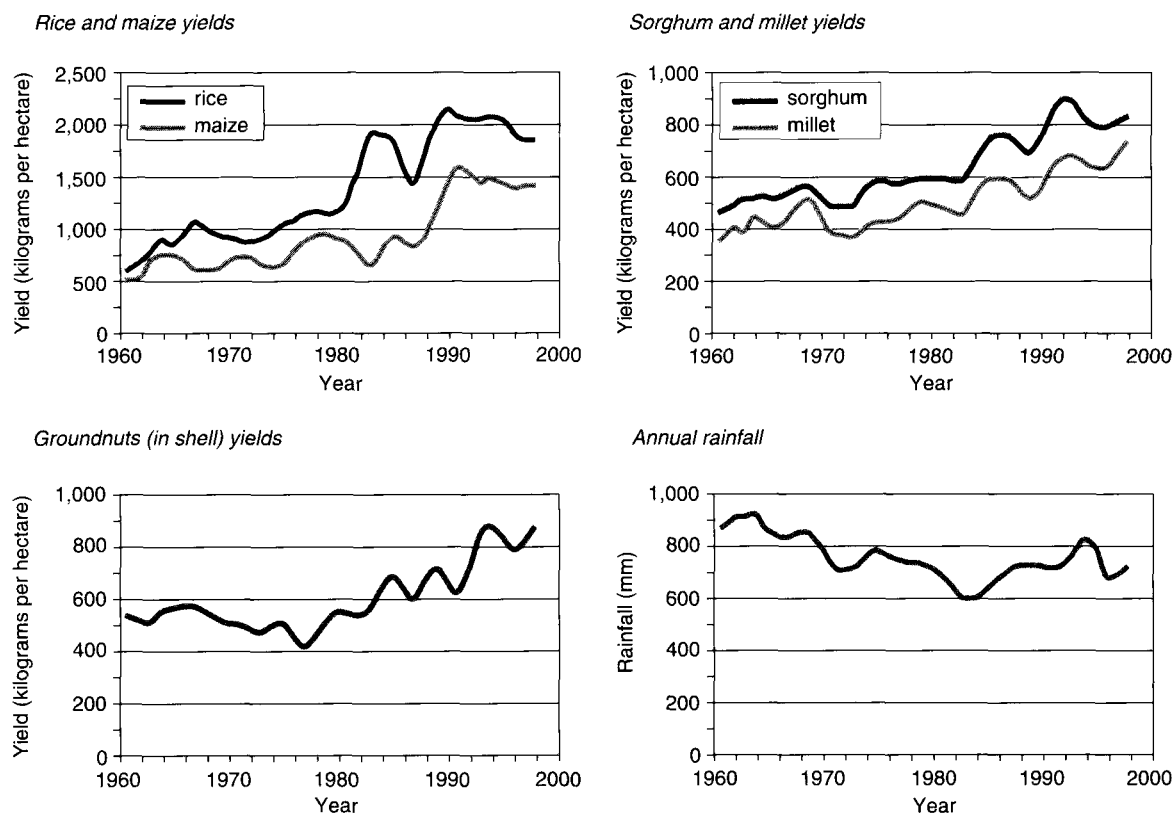 Rice and maize yields
Yield (kilograms per hectare)
2,500
2,000
1,500
1,000
500
0
rice
maize
1960 1970 1980 1990 2000
Year
Sorghum and millet yields
Yield (kilograms per hectare)
1,000
800
600
400
200
0
sorghum
millet
1960 1970 1980 1990 2000
Year
Groundnuts (in shell) yields
Yield (kilograms per hectare)
1,000
800
600
400
200
0
1960 1970 1980 1990 2000
Year
Annual rainfall
Rainfall (mm)
1,000
800
600
400
200
0
1960 1970 1980 1990 2000
Year